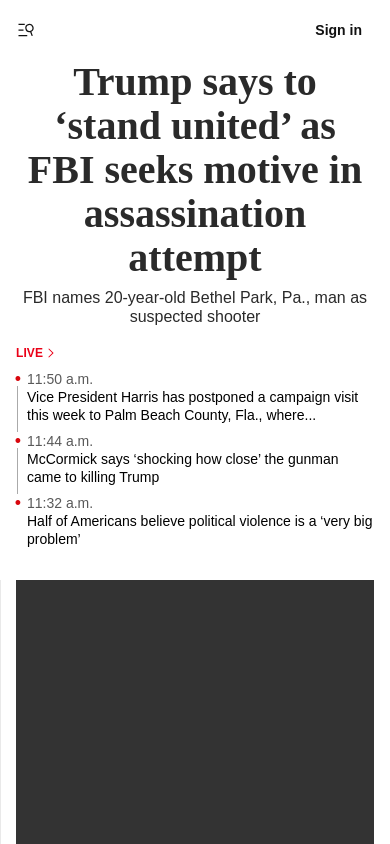 Sign in
Trump says to
‘stand united’ as
FBI seeks motive in
assassination
attempt
FBI names 20-year-old Bethel Park, Pa., man as
suspected shooter
LIVE
11:50 a.m.
Vice President Harris has postponed a campaign visit
this week to Palm Beach County, Fla., where...
11:44 a.m.
McCormick says ‘shocking how close’ the gunman
came to killing Trump
11:32 a.m.
Half of Americans believe political violence is a ‘very big
problem’